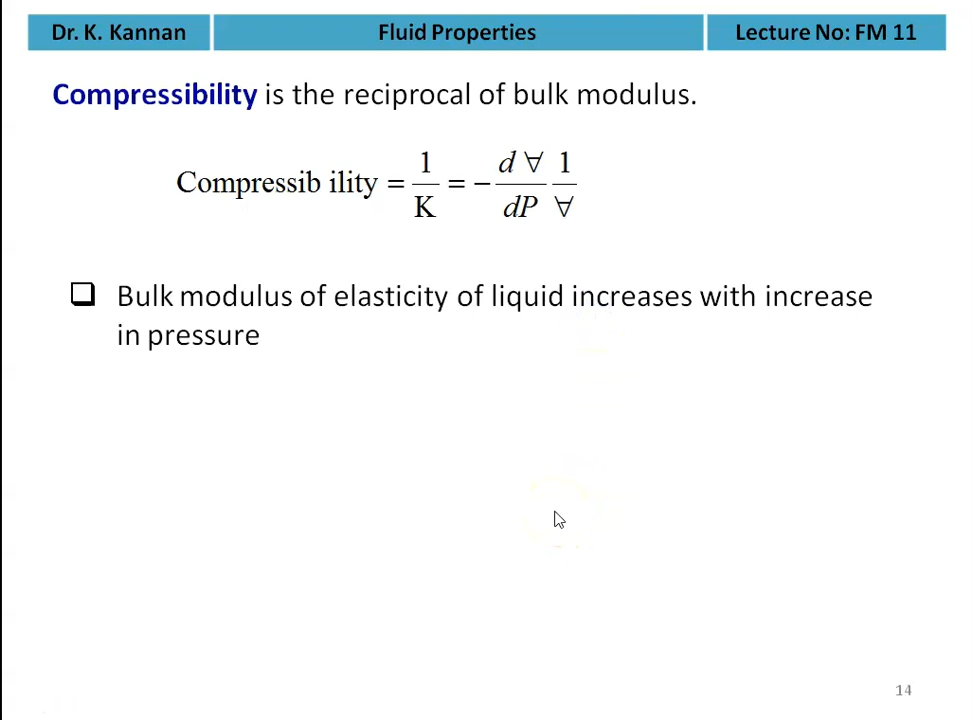 Dr. K. Kannan Fluid Properties Lecture No: FM 11
Compressibility is the reciprocal of bulk modulus.
Compressib ility = 1/K = − d∀/dP 1/∀
❑ Bulk modulus of elasticity of liquid increases with increase
in pressure
14